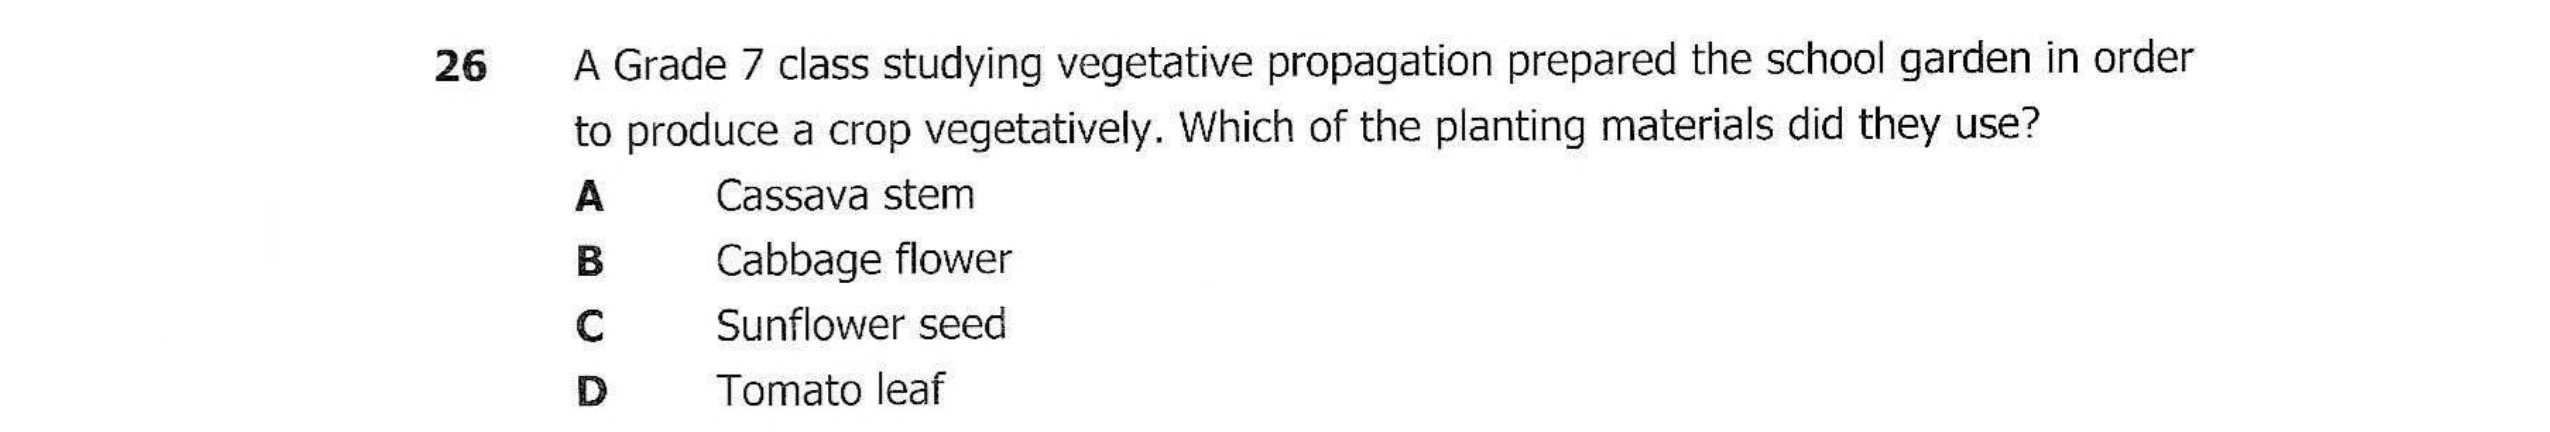 26 A Grade 7 class studying vegetative propagation prepared the school garden in order
to produce a crop vegetatively. Which of the planting materials did they use?
A Cassava stem
B Cabbage flower
C Sunflower seed
D Tomato leaf